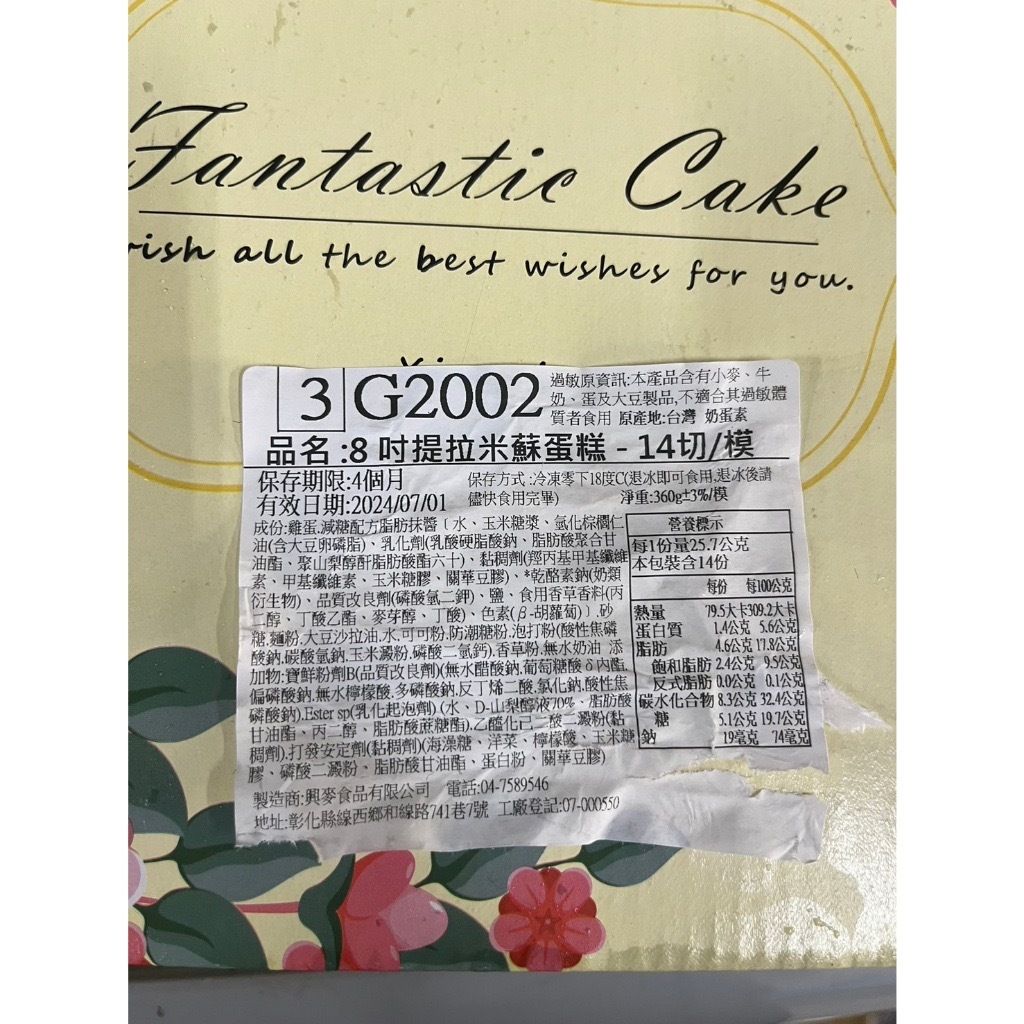 Fantastic Cake
rish all the best wishes for you.
3 G2002
過敏原資訊:本產品含有小麥、牛
奶、蛋及大豆製品,不適合其過敏體
質者食用 原產地:台灣 奶蛋素
品名:8吋提拉米蘇蛋糕 - 14切/模
保存期限:4個月
有效日期:2024/07/01
保存方式:冷凍零下18度C(退冰即可食用,退冰後請
儘快食用完畢) 淨重:360g±3%/模
成份:雞蛋.減糖配方脂肪抹醬﹝水、玉米糖漿、氫化棕櫚仁
油(含大豆卵磷脂)、乳化劑(乳酸硬脂酸鈉、脂肪酸聚合甘
油酯、聚山梨醇酐脂肪酸酯六十)、黏稠劑(羥丙基甲基纖維
素、甲基纖維素、玉米糖膠、關華豆膠)、*乾酪素鈉(奶類
衍生物)、品質改良劑(磷酸氫二鉀)、鹽、食用香草香料(丙
二醇、丁酸乙酯、麥芽醇、丁酸)、色素(β-胡蘿蔔)﹞.砂
糖.麵粉.大豆沙拉油.水.可可粉.防潮糖粉.泡打粉(酸性焦磷
酸鈉.碳酸氫鈉.玉米澱粉.磷酸二氫鈣).香草粉.無水奶油 添
加物:寶鮮粉劑B(品質改良劑)(無水醋酸鈉.葡萄糖酸δ內酯.
偏磷酸鈉.無水檸檬酸.多磷酸鈉.反丁烯二酸.氯化鈉.酸性焦
磷酸鈉).Ester sp(乳化起泡劑)(水、D-山梨醇液70%、脂肪酸
甘油酯、丙二醇、脂肪酸蔗糖酯).乙醯化己二酸二澱粉(黏
稠劑).打發安定劑(黏稠劑)(海藻糖、洋菜、檸檬酸、玉米糖
膠、磷酸二澱粉、脂肪酸甘油酯、蛋白粉、關華豆膠)
製造商:興麥食品有限公司 電話:04-7589546
地址:彰化縣線西鄉和線路741巷7號 工廠登記:07-000550
營養標示
每1份量25.7公克
本包裝含14份
每份 每100公克
熱量 79.5大卡 309.2大卡
蛋白質 1.4公克 5.6公克
脂肪 4.6公克 17.8公克
飽和脂肪 2.4公克 9.5公克
反式脂肪 0.0公克 0.1公克
碳水化合物 8.3公克 32.4公克
糖 5.1公克 19.7公克
鈉 19毫克 74毫克